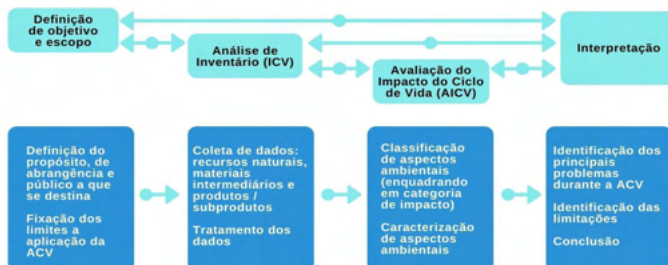 Definição
de objetivo
e escopo
Análise de
Inventário (ICV)
Avaliação do
Impacto do Ciclo
de Vida (AICV)
Interpretação
Definição do
propósito, de
abrangência e
público a que
se destina
Fixação dos
limites a
aplicação da
ACV
Coleta de dados:
recursos naturais,
materiais
intermediários e
produtos /
subprodutos
Tratamento dos
dados
Classificação
de aspectos
ambientais
(enquadrando
em categoria
de impacto)
Caracterização
de aspectos
ambientais
Identificação dos
principais
problemas
durante a ACV
Identificação das
limitações
Conclusão